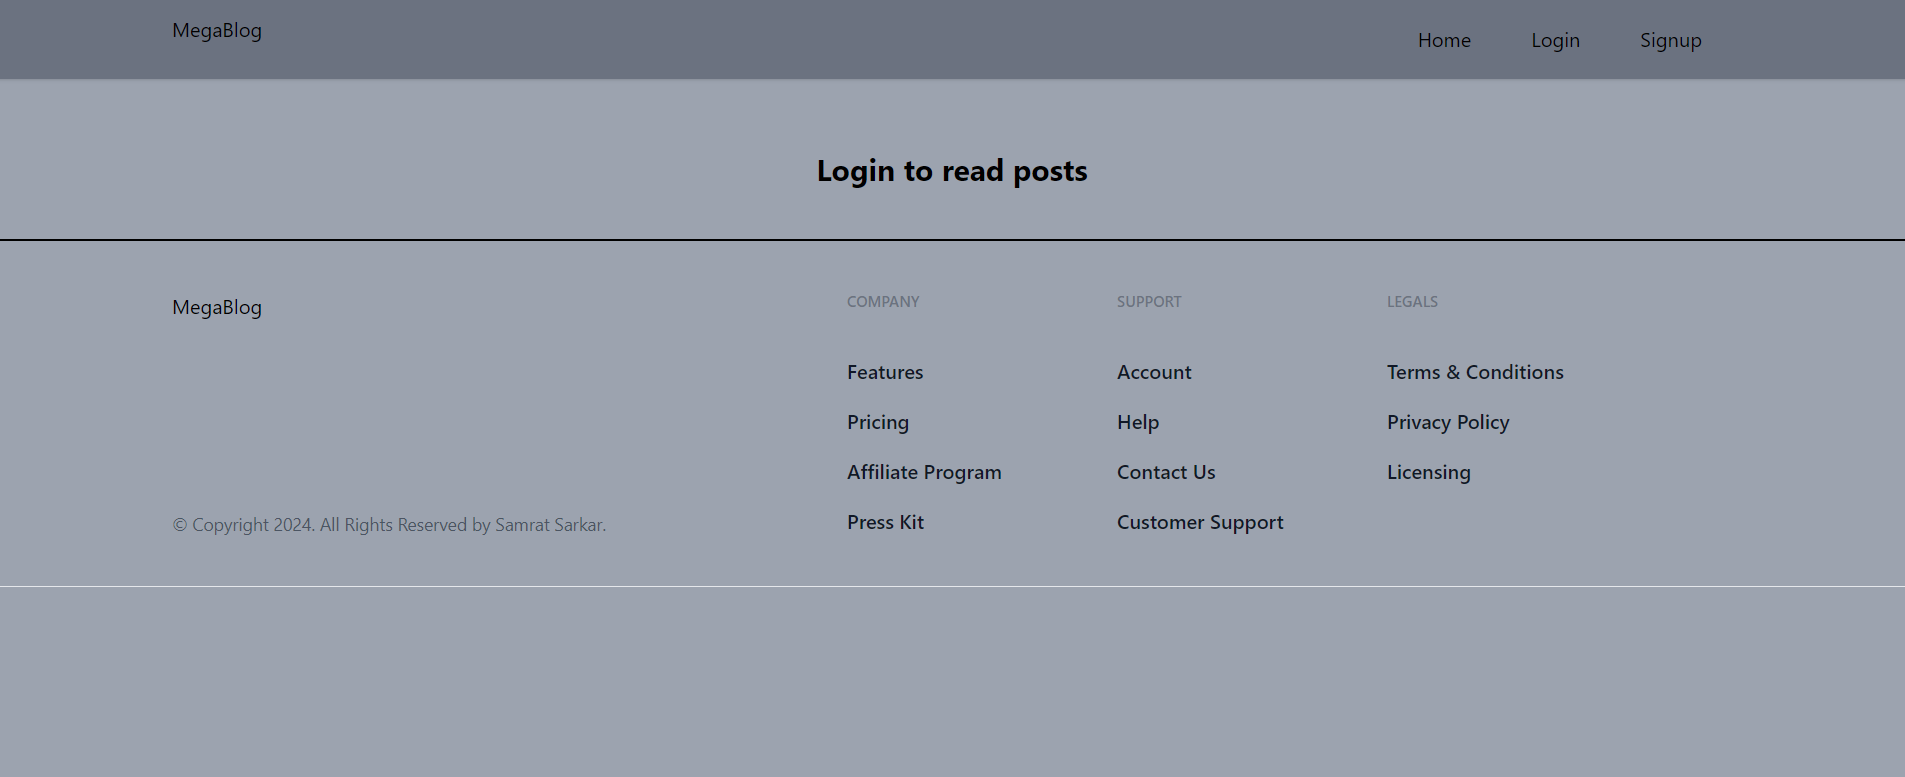 MegaBlog
Home Login Signup
Login to read posts
MegaBlog
© Copyright 2024. All Rights Reserved by Samrat Sarkar.
COMPANY
Features
Pricing
Affiliate Program
Press Kit
SUPPORT
Account
Help
Contact Us
Customer Support
LEGALS
Terms & Conditions
Privacy Policy
Licensing